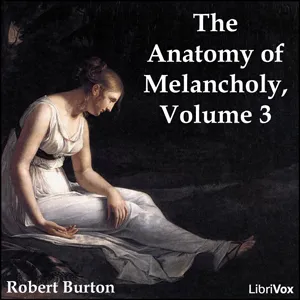 The
Anatomy of
Melancholy,
Volume 3
Robert Burton
LibriVox